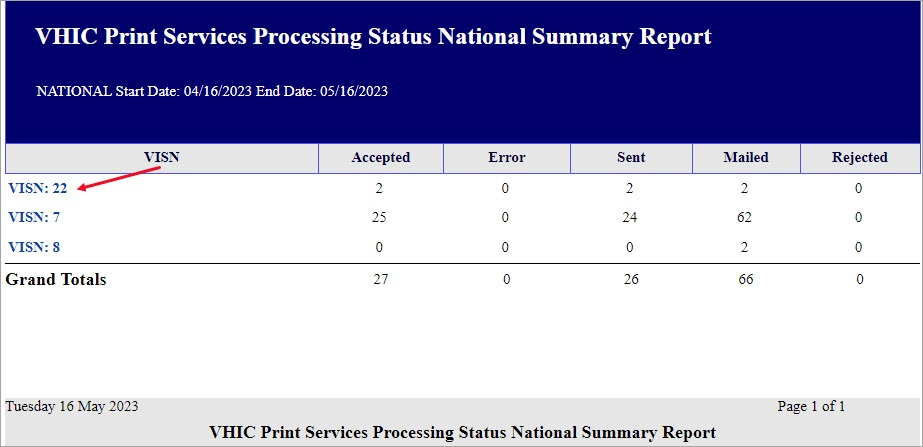 VHIC Print Services Processing Status National Summary Report
NATIONAL Start Date: 04/16/2023 End Date: 05/16/2023
VISN Accepted Error Sent Mailed Rejected
VISN: 22 2 0 2 2 0
VISN: 7 25 0 24 62 0
VISN: 8 0 0 0 2 0
Grand Totals 27 0 26 66 0
Tuesday 16 May 2023 Page 1 of 1
VHIC Print Services Processing Status National Summary Report